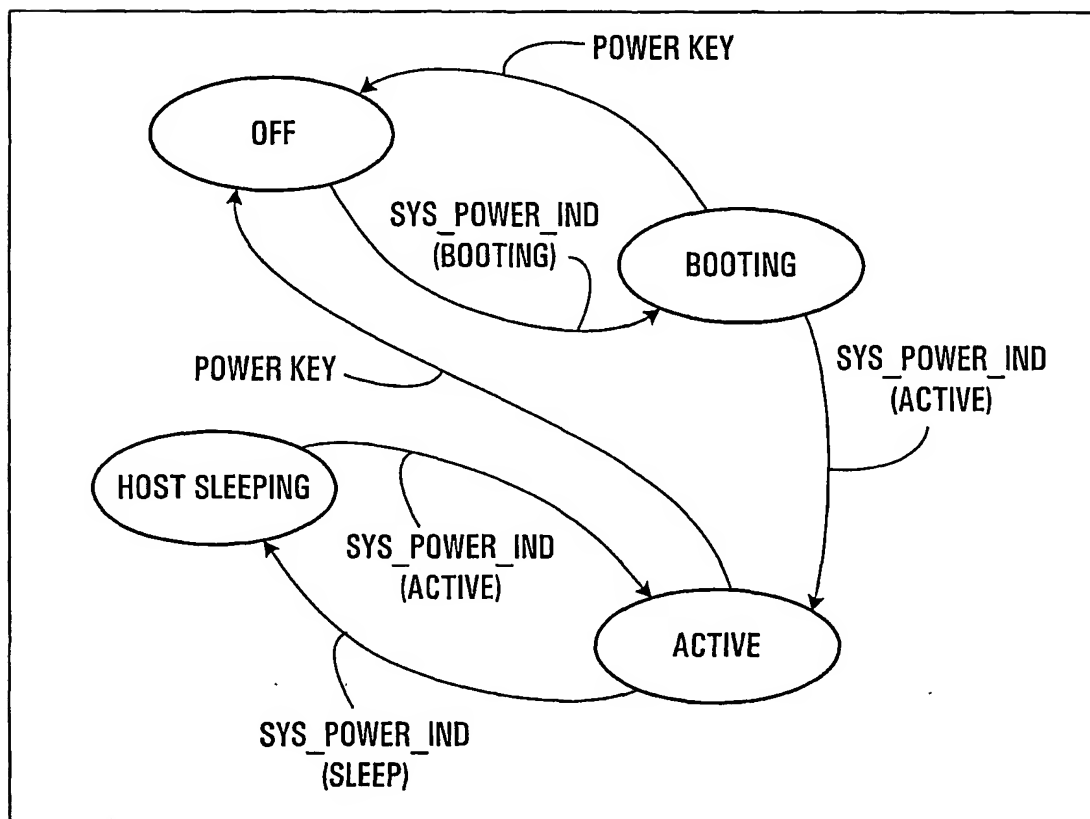 POWER KEY
OFF
SYS_POWER_IND
(BOOTING)
BOOTING
SYS_POWER_IND
(ACTIVE)
POWER KEY
HOST SLEEPING
SYS_POWER_IND
(ACTIVE)
ACTIVE
SYS_POWER_IND
(SLEEP)